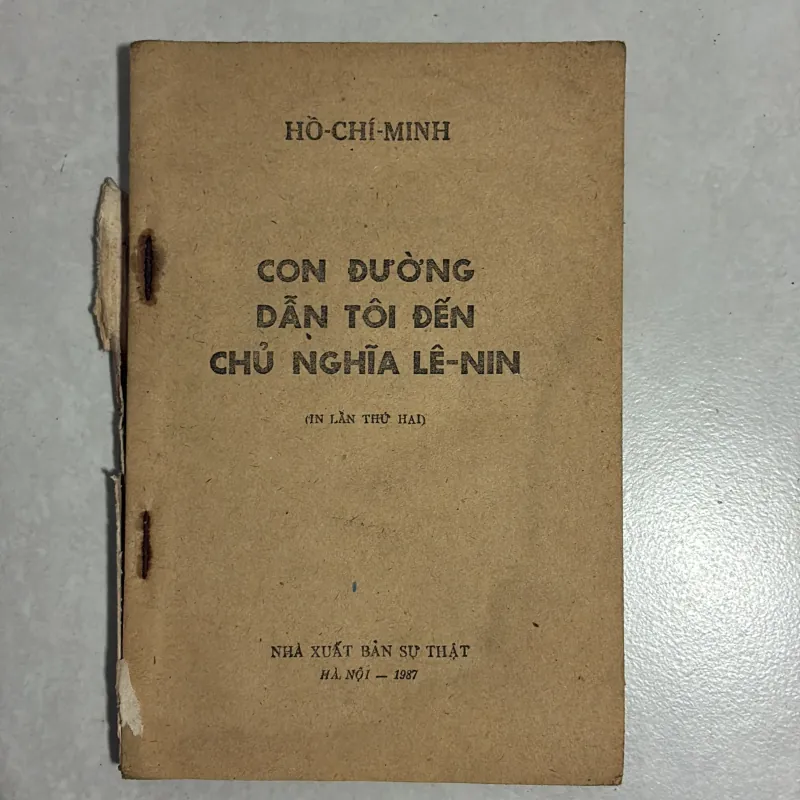 HỒ-CHÍ-MINH
CON ĐƯỜNG
DẪN TÔI ĐẾN
CHỦ NGHĨA LÊ-NIN
(IN LẦN THỨ HAI)
NHÀ XUẤT BẢN SỰ THẬT
HÀ NỘI — 1987